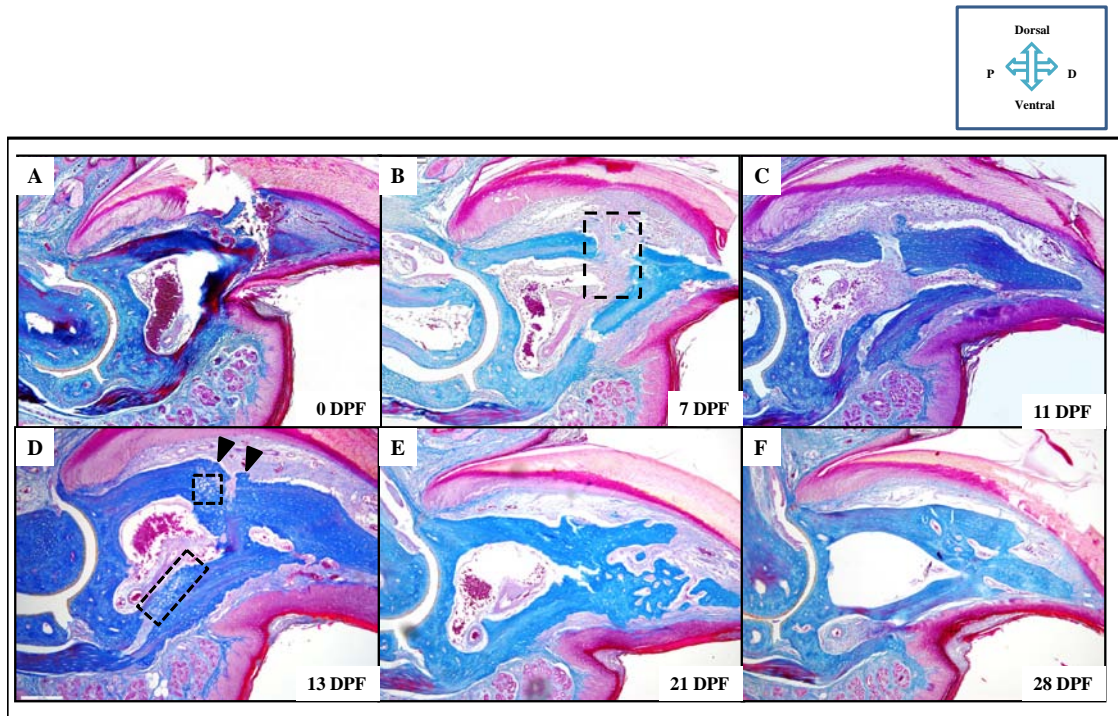 Dorsal
P D
Ventral
A B C
0 DPF 7 DPF 11 DPF
D E F
13 DPF 21 DPF 28 DPF